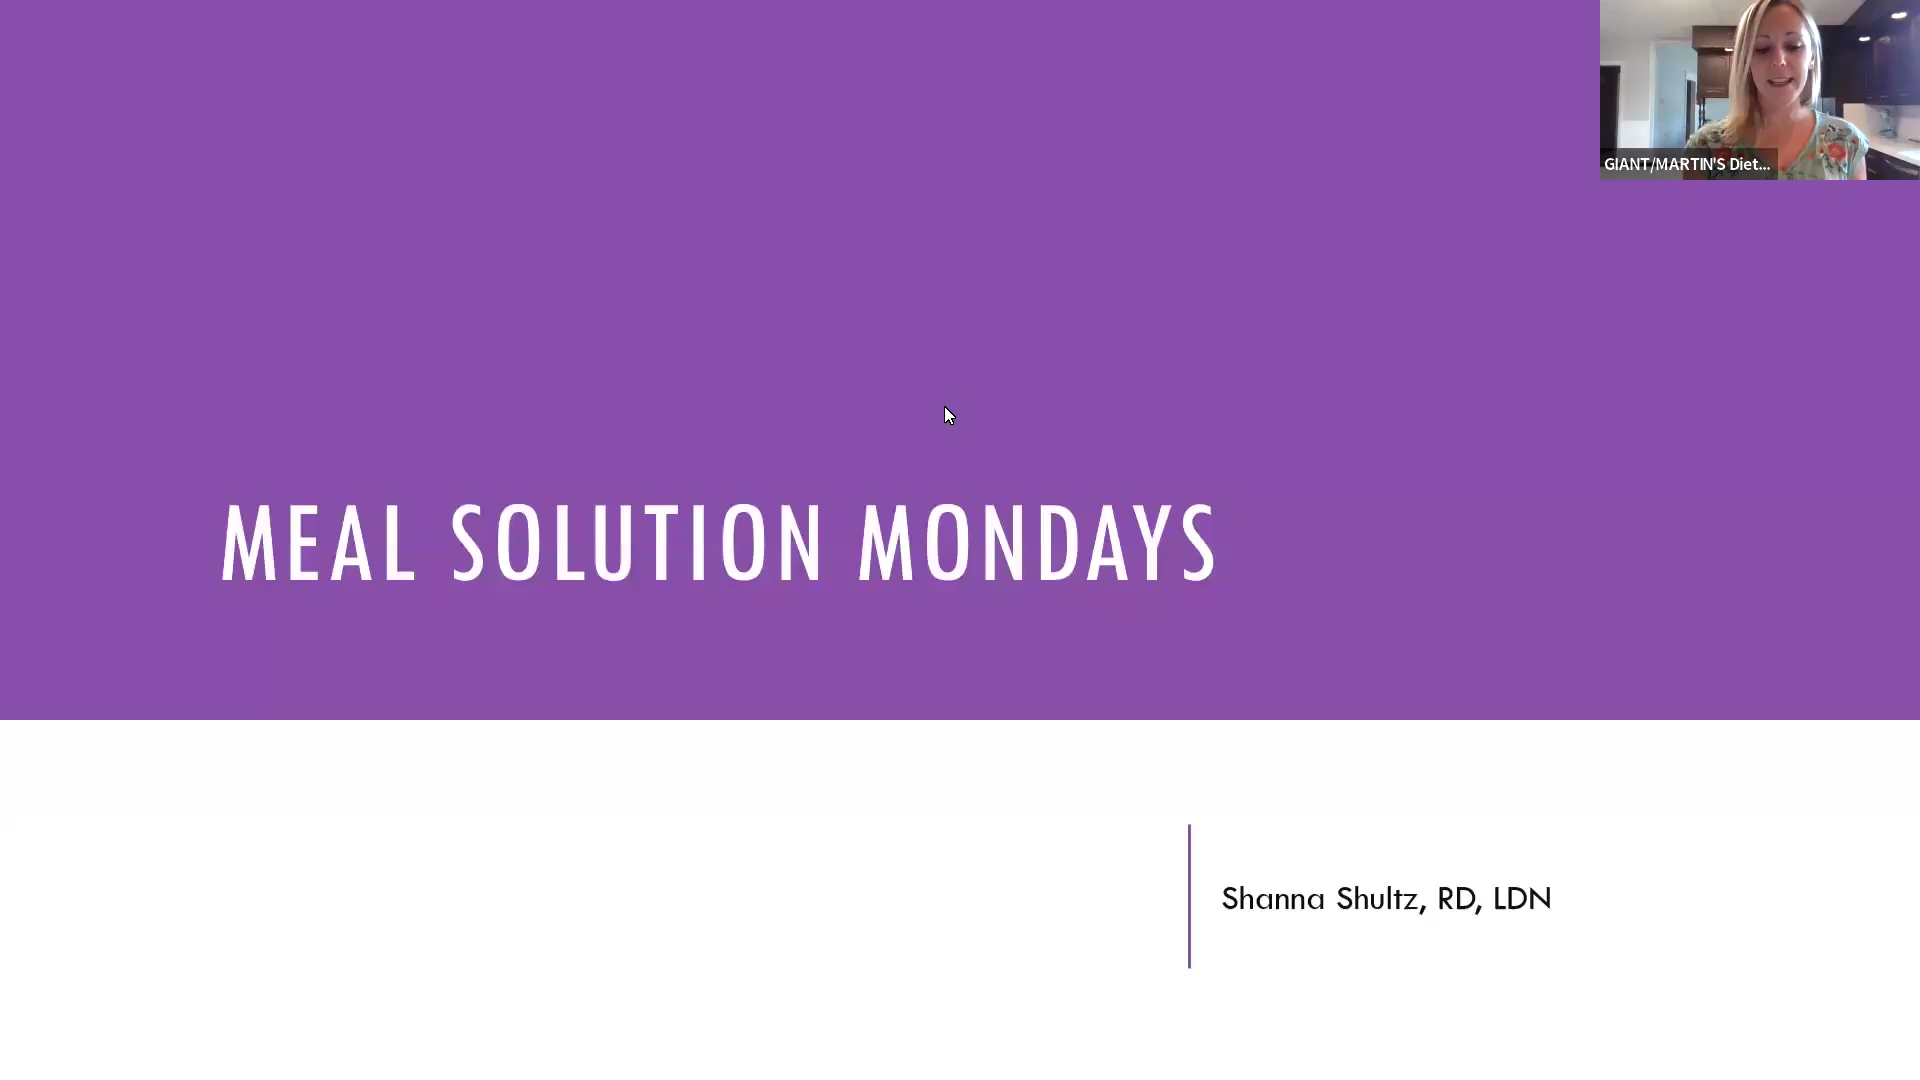 GIANT/MARTIN'S Diet...
MEAL SOLUTION MONDAYS
Shanna Shultz, RD, LDN